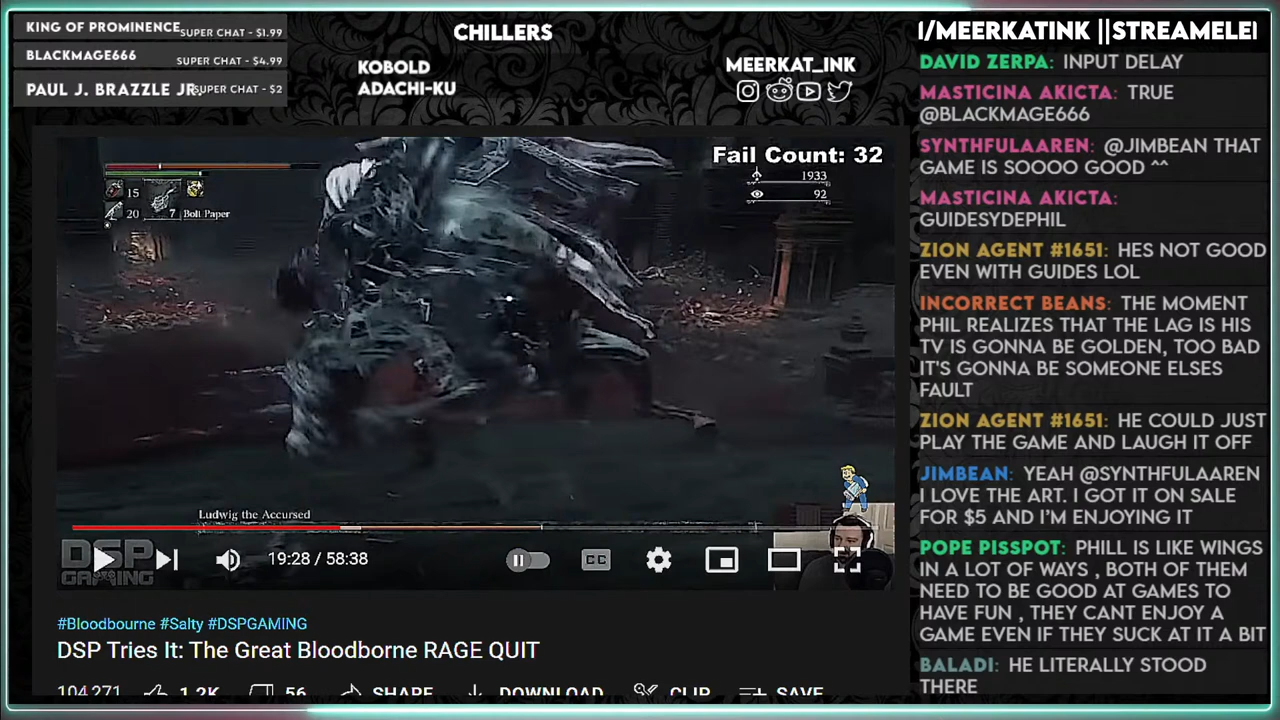 KING OF PROMINENCE SUPER CHAT - $1.99
BLACKMAGE666 SUPER CHAT - $4.99
PAUL J. BRAZZLE JR SUPER CHAT - $2
CHILLERS
KOBOLD
ADACHI-KU
MEERKAT_INK
/MEERKATINK ||STREAMELE
Fail Count: 32
1933
92
15
20
7 Bolt Paper
Ludwig the Accursed
DSP
GAMING
19:28 / 58:38
CC
#Bloodbourne #Salty #DSPGAMING
DSP Tries It: The Great Bloodborne RAGE QUIT
104,271 1.2K 56 SHARE DOWNLOAD CLIP SAVE
DAVID ZERPA: INPUT DELAY
MASTICINA AKICTA: TRUE
@BLACKMAGE666
SYNTHFULAAREN: @JIMBEAN THAT
GAME IS SOOOO GOOD ^^
MASTICINA AKICTA:
GUIDESYDEPHIL
ZION AGENT #1651: HES NOT GOOD
EVEN WITH GUIDES LOL
INCORRECT BEANS: THE MOMENT
PHIL REALIZES THAT THE LAG IS HIS
TV IS GONNA BE GOLDEN, TOO BAD
IT'S GONNA BE SOMEONE ELSES
FAULT
ZION AGENT #1651: HE COULD JUST
PLAY THE GAME AND LAUGH IT OFF
JIMBEAN: YEAH @SYNTHFULAAREN
I LOVE THE ART. I GOT IT ON SALE
FOR $5 AND I'M ENJOYING IT
POPE PISSPOT: PHILL IS LIKE WINGS
IN A LOT OF WAYS , BOTH OF THEM
NEED TO BE GOOD AT GAMES TO
HAVE FUN , THEY CANT ENJOY A
GAME EVEN IF THEY SUCK AT IT A BIT
BALADI: HE LITERALLY STOOD
THERE